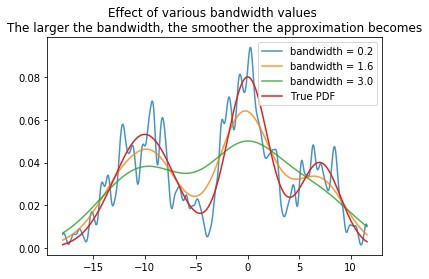 Effect of various bandwidth values
The larger the bandwidth, the smoother the approximation becomes
bandwidth = 0.2
bandwidth = 1.6
bandwidth = 3.0
True PDF
0.08
0.06
0.04
0.02
0.00
−15
−10
−5
0
5
10